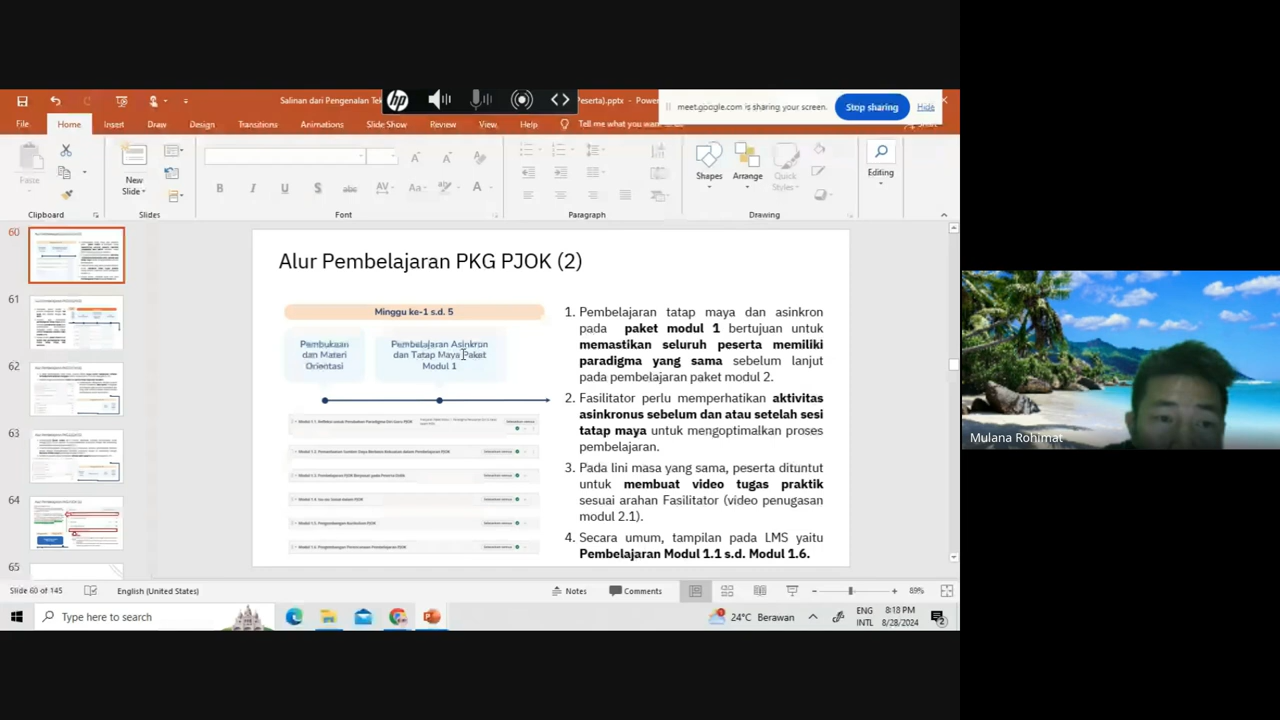 Salinan dari Pengenalan Tek
Peserta).pptx - Power
hp
meet.google.com is sharing your screen.
Stop sharing
Hide
File
Home
Insert
Draw
Design
Transitions
Animations
Slide Show
Review
View
Help
Tell me what you want
Paste
New
Slide
Shapes
Arrange
Quick
Styles
Editing
Clipboard
Slides
Font
Paragraph
Drawing
60
61
62
63
64
65
Alur Pembelajaran PKG PJOK (2)
Minggu ke-1 s.d. 5
Pembukaan
dan Materi
Orientasi
Pembelajaran Asinkron
dan Tatap Maya Paket
Modul 1
1. Pembelajaran tatap maya dan asinkron
pada paket modul 1 bertujuan untuk
memastikan seluruh peserta memiliki
paradigma yang sama sebelum lanjut
pada pembelajaran paket modul 2.
2. Fasilitator perlu memperhatikan aktivitas
asinkronus sebelum dan atau setelah sesi
tatap maya untuk mengoptimalkan proses
pembelajaran.
3. Pada lini masa yang sama, peserta dituntut
untuk membuat video tugas praktik
sesuai arahan Fasilitator (video penugasan
modul 2.1).
4. Secara umum, tampilan pada LMS yaitu
Pembelajaran Modul 1.1 s.d. Modul 1.6.
Mulana Rohimat
Slide 60 of 145
English (United States)
Notes
Comments
89%
Type here to search
24°C Berawan
ENG
INTL
8:18 PM
8/28/2024
2